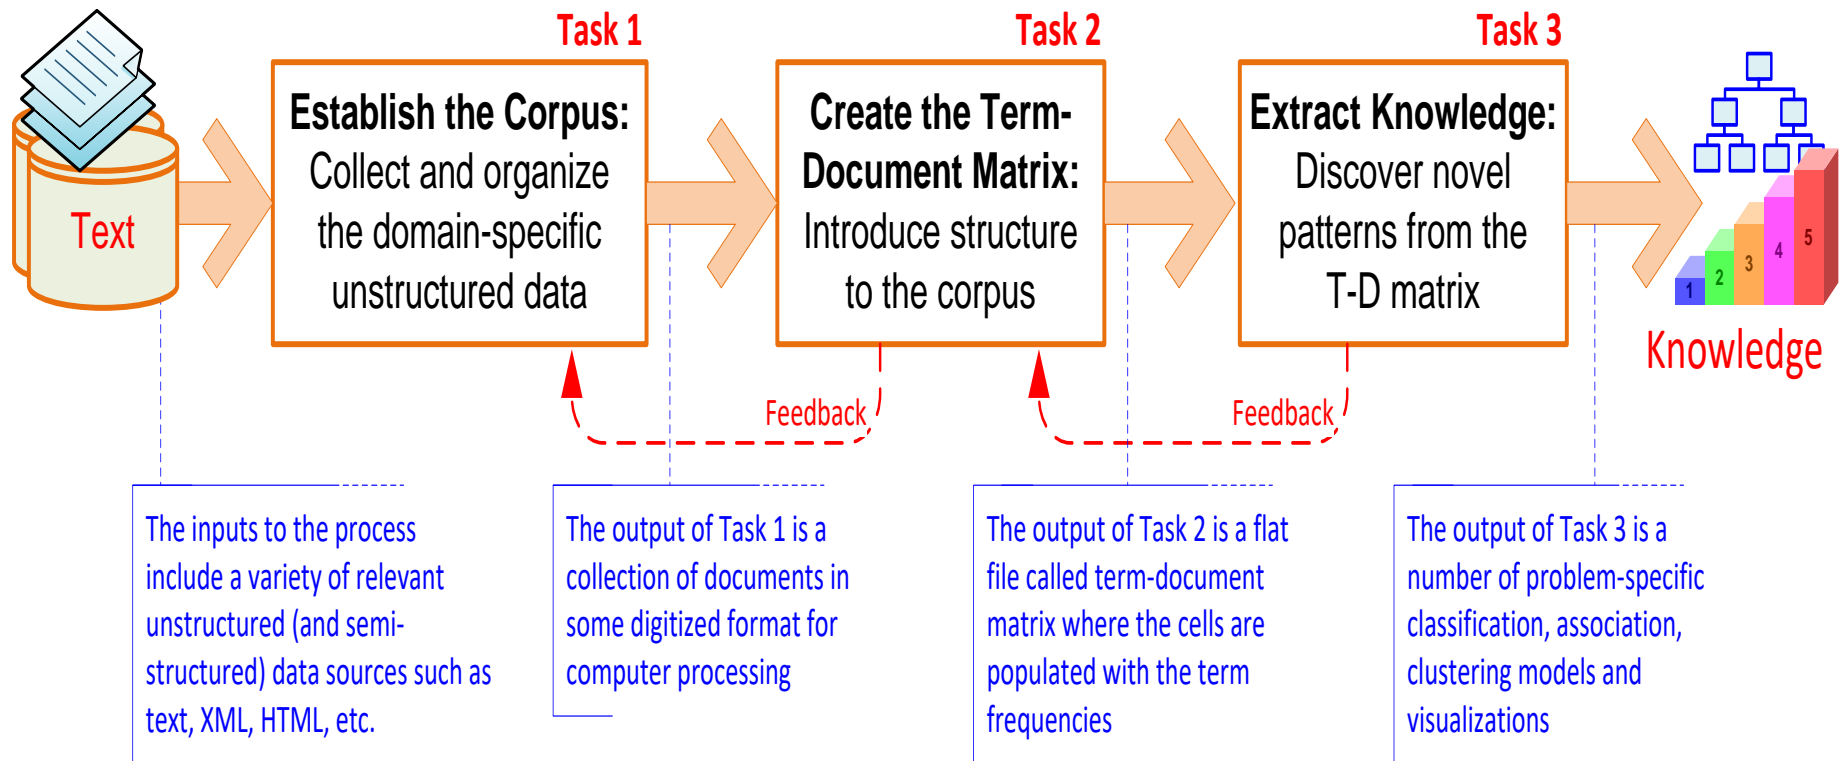 Text
Task 1
Establish the Corpus:
Collect and organize
the domain-specific
unstructured data
Task 2
Create the Term-
Document Matrix:
Introduce structure
to the corpus
Task 3
Extract Knowledge:
Discover novel
patterns from the
T-D matrix
1
2
3
4
5
Knowledge
Feedback
Feedback
The inputs to the process
include a variety of relevant
unstructured (and semi-
structured) data sources such as
text, XML, HTML, etc.
The output of Task 1 is a
collection of documents in
some digitized format for
computer processing
The output of Task 2 is a flat
file called term-document
matrix where the cells are
populated with the term
frequencies
The output of Task 3 is a
number of problem-specific
classification, association,
clustering models and
visualizations